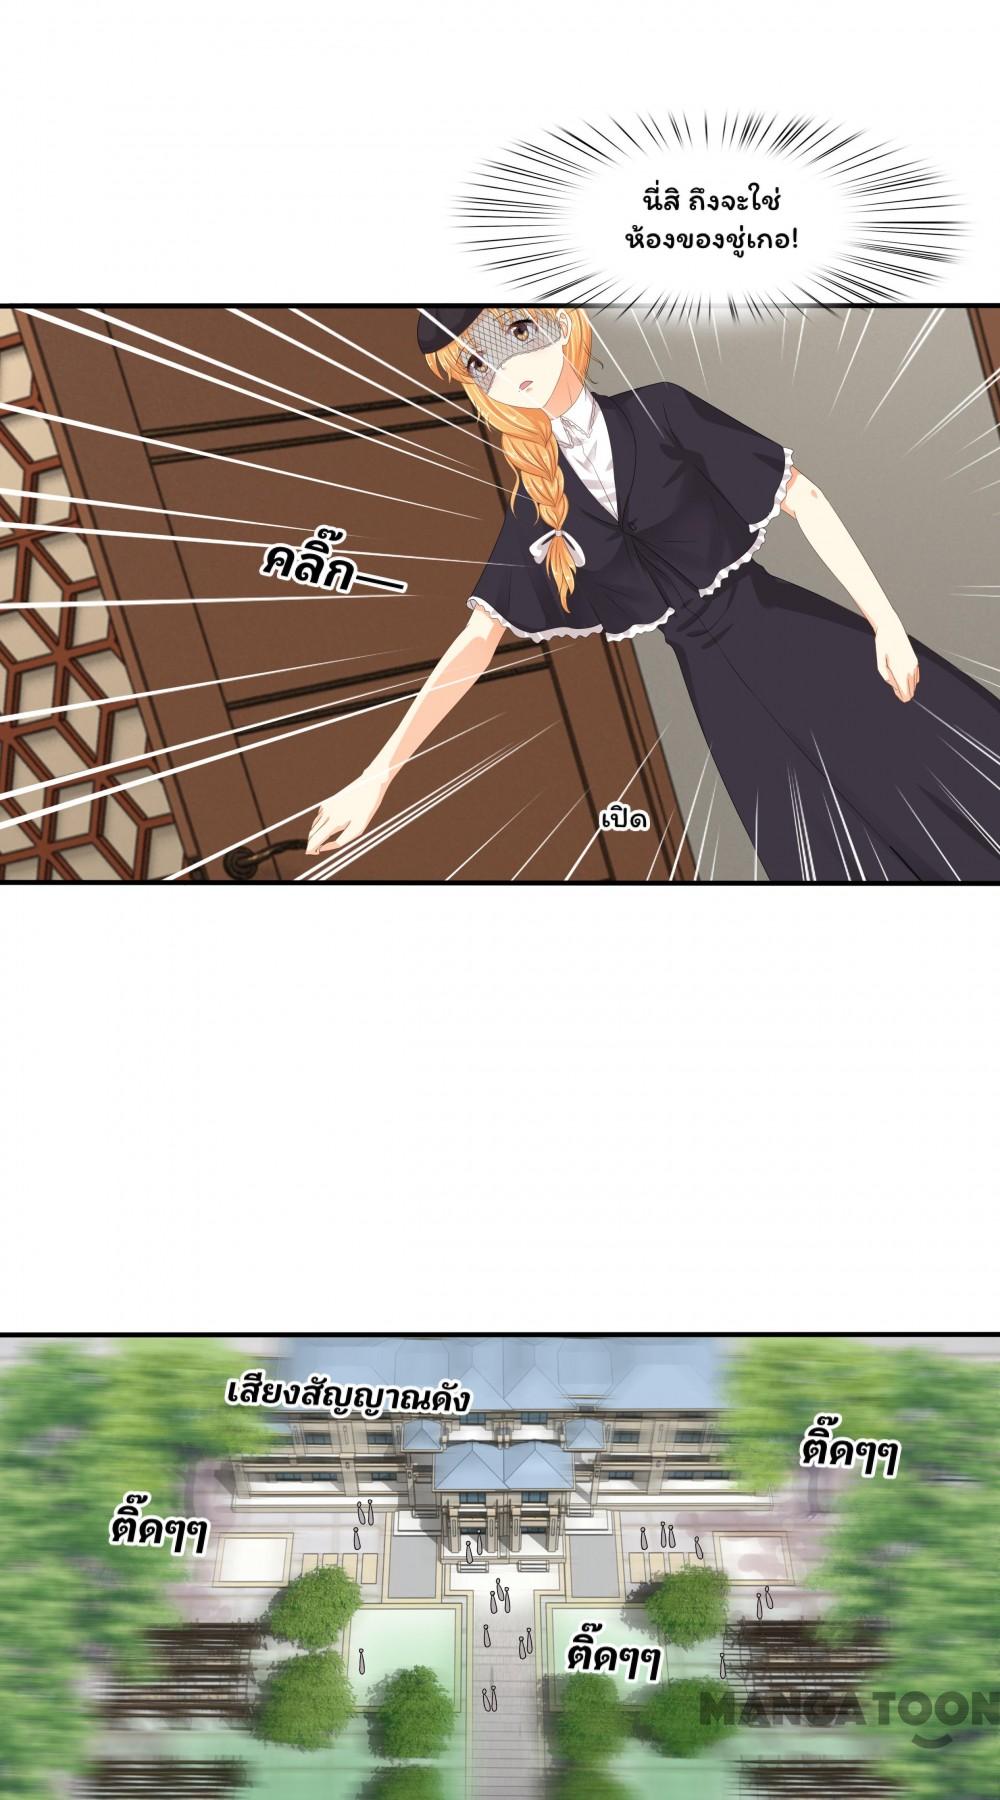 นี่สิ ถึงจะใช่
ห้องของชู่เกอ!
คลิ๊ก—
เปิด
เสียงสัญญาณดัง
ติ๊ดๆๆ
ติ๊ดๆๆ
ติ๊ดๆๆ
MANGATOON